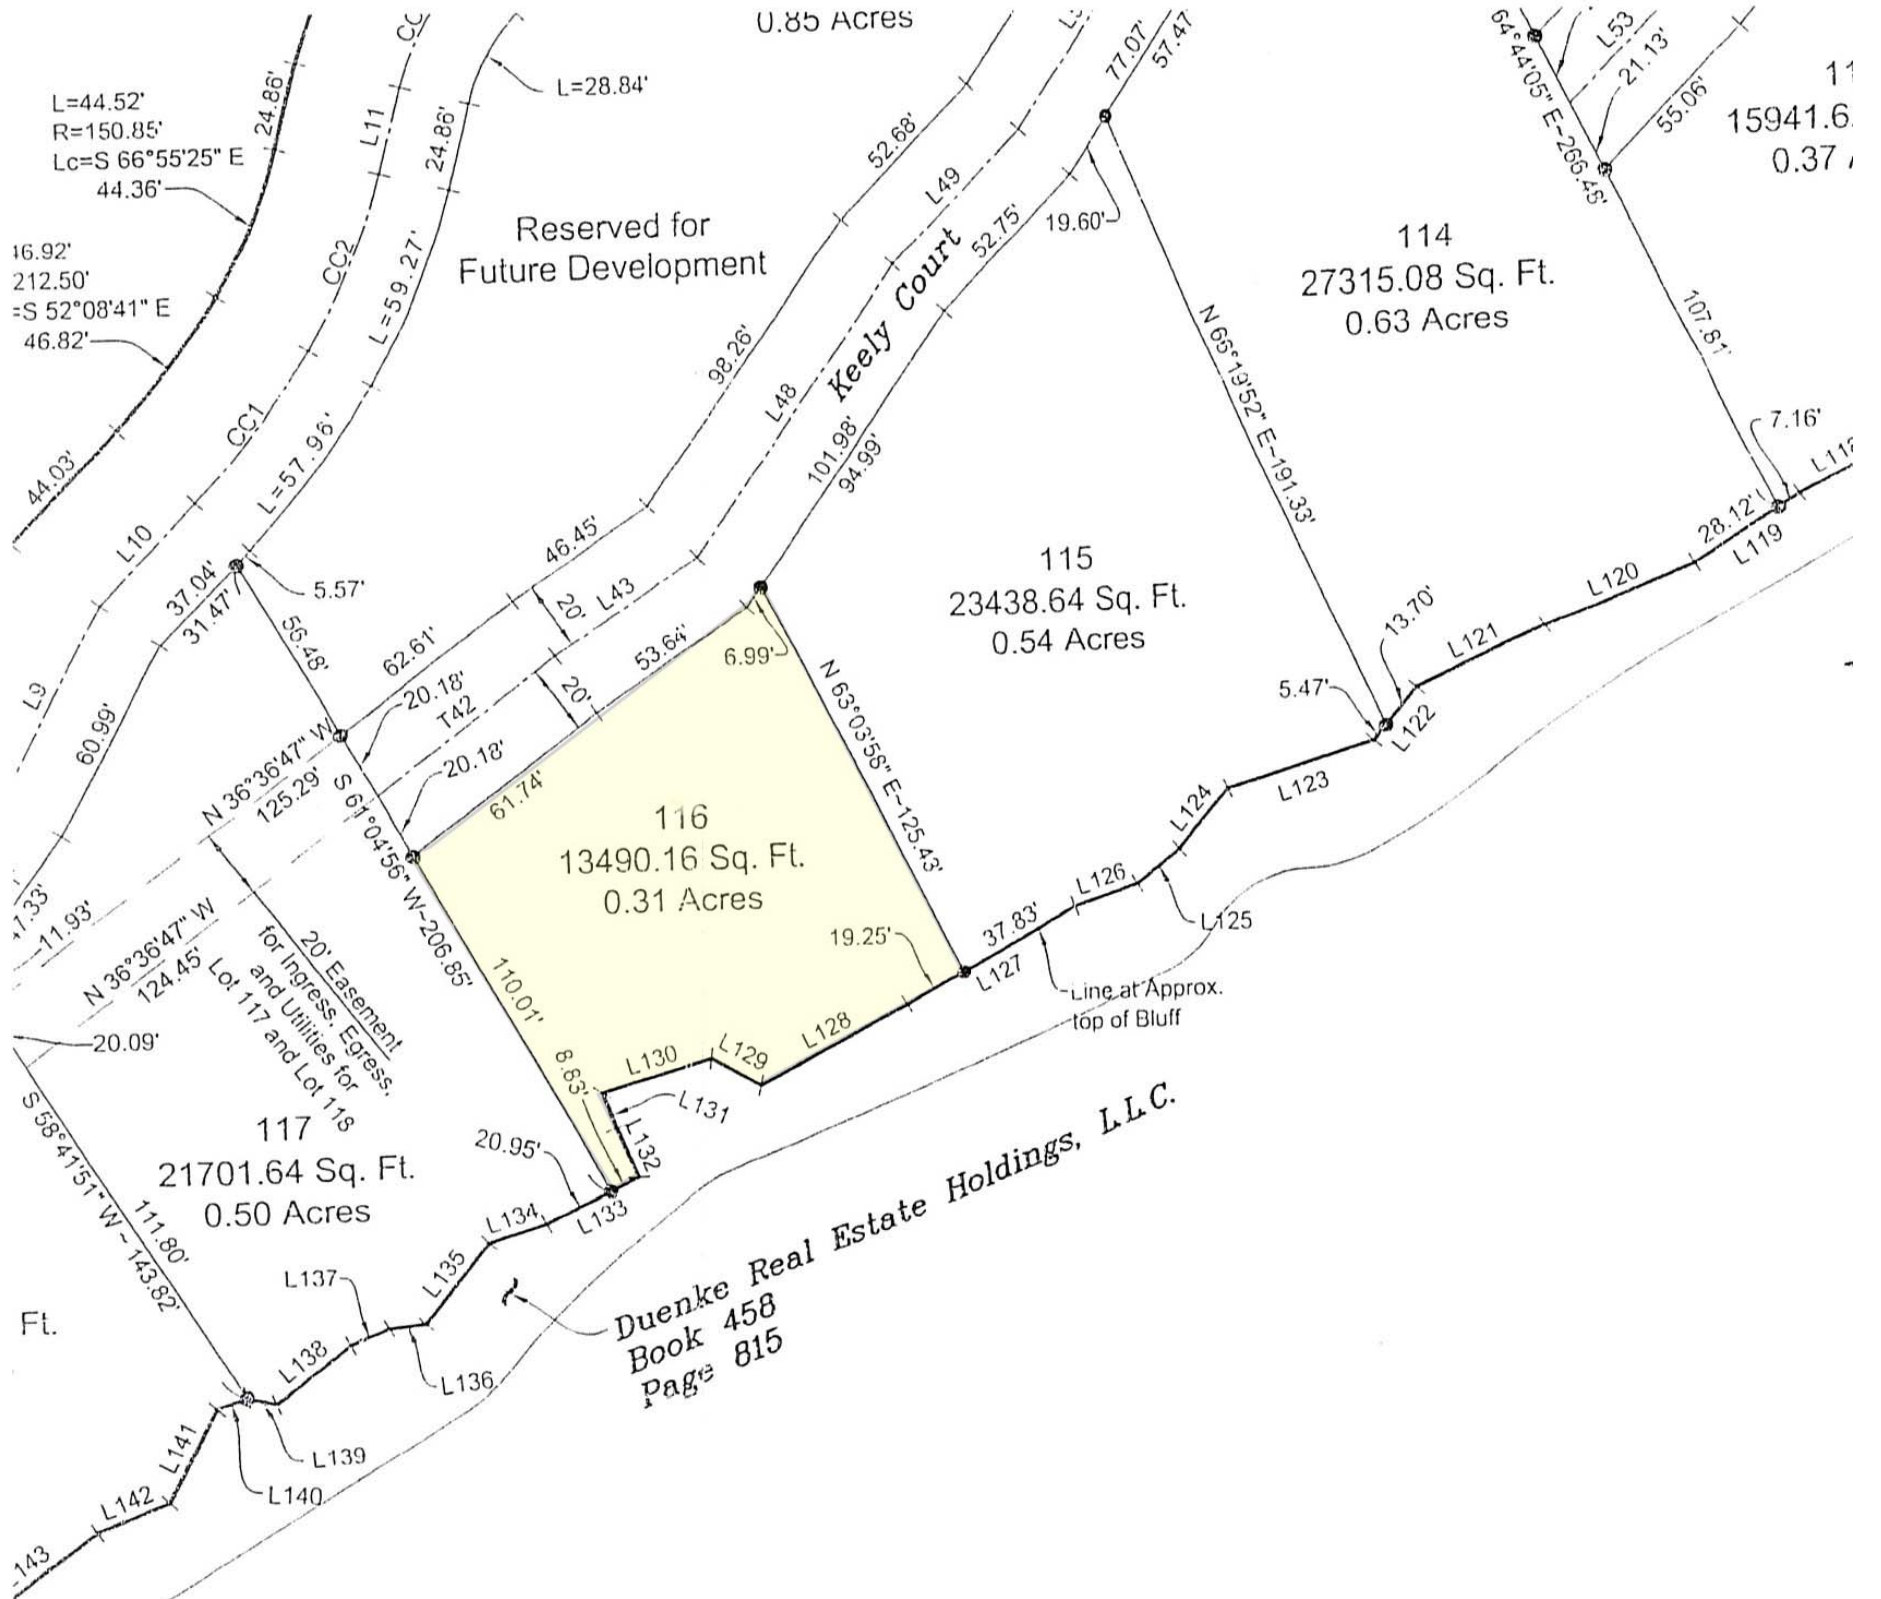 0.85 Acres
L=44.52'
R=150.85'
Lc=S 66°55'25" E
44.36'
24.86'
L11
24.86'
L=28.84'
52.68'
L49
77.07'
57.47'
64°44'05" E~266.48'
L53
21.13'
55.06'
15941.6
0.37
16.92'
212.50'
=S 52°08'41" E
46.82'
CC2
L=59.27'
Reserved for
Future Development
98.26'
L48
Keely Court
52.75'
19.60'
101.98'
94.99'
N 66°19'52" E~191.33'
114
27315.08 Sq. Ft.
0.63 Acres
107.81'
7.16'
L118
28.12'
L119
44.03'
CC1
L=57.96'
L10
37.04'
31.47'
5.57'
56.48'
46.45'
20'
L43
62.61'
20.18'
T42
20'
53.64'
6.99'
20.18'
61.74'
115
23438.64 Sq. Ft.
0.54 Acres
N 63°03'58" E~125.43'
13.70'
5.47'
L120
L121
L122
L123
L124
L125
L126
L9
60.99'
N 36°36'47" W
125.29'
S 61°04'56" W~206.85'
116
13490.16 Sq. Ft.
0.31 Acres
19.25'
37.83'
L127
Line at Approx.
top of Bluff
47.33'
11.93'
N 36°36'47" W
124.45'
20' Easement
for Ingress, Egress,
and Utilities for
Lot 117 and Lot 118
110.01'
8.83'
L128
L129
L130
L131
L132
20.09'
S 58°41'51" W ~ 143.82'
111.80'
117
21701.64 Sq. Ft.
0.50 Acres
20.95'
L133
L134
L135
L137
L136
L138
L139
L140
L141
L142
L143
Ft.
Duenke Real Estate Holdings, L.L.C.
Book 458
Page 815